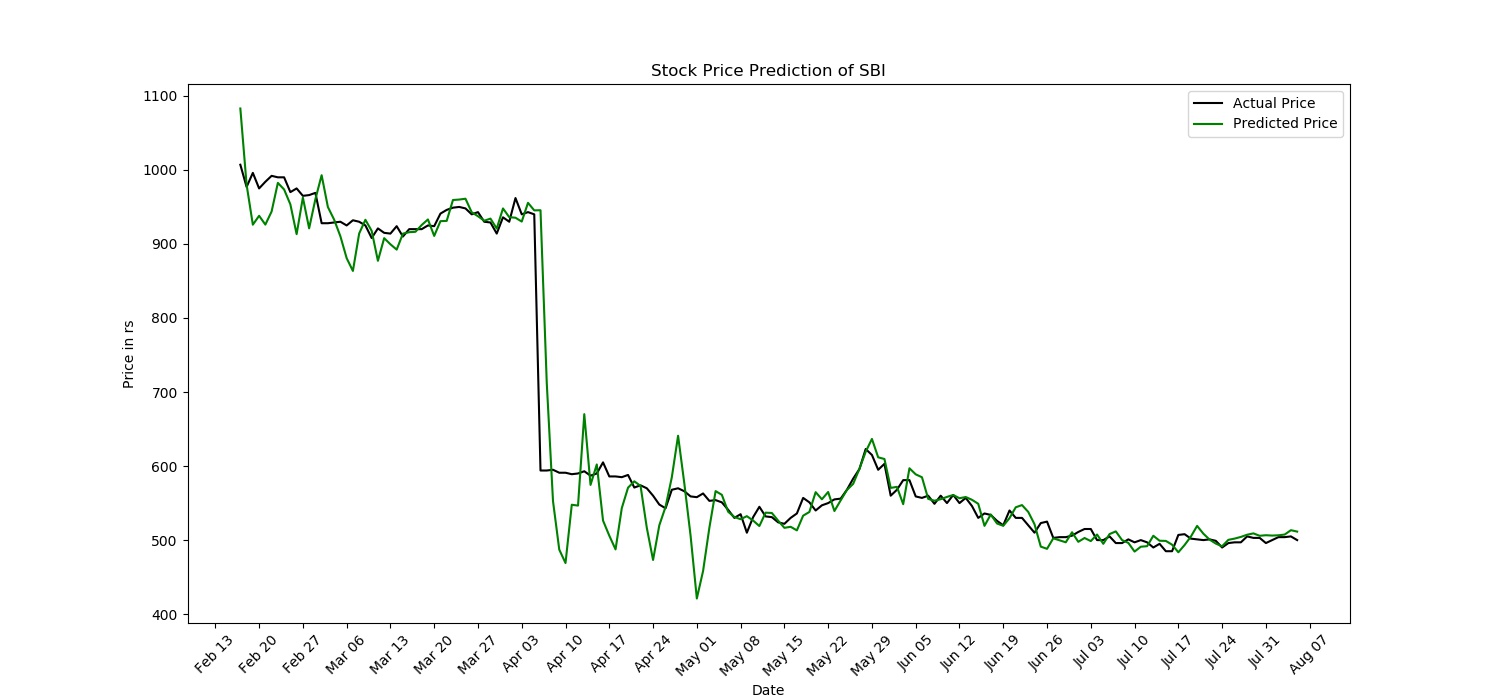 Stock Price Prediction of SBI
Actual Price
Predicted Price
1100
1000
900
800
700
600
500
400
Price in rs
Feb 13
Feb 20
Feb 27
Mar 06
Mar 13
Mar 20
Mar 27
Apr 03
Apr 10
Apr 17
Apr 24
May 01
May 08
May 15
May 22
May 29
Jun 05
Jun 12
Jun 19
Jun 26
Jul 03
Jul 10
Jul 17
Jul 24
Jul 31
Aug 07
Date